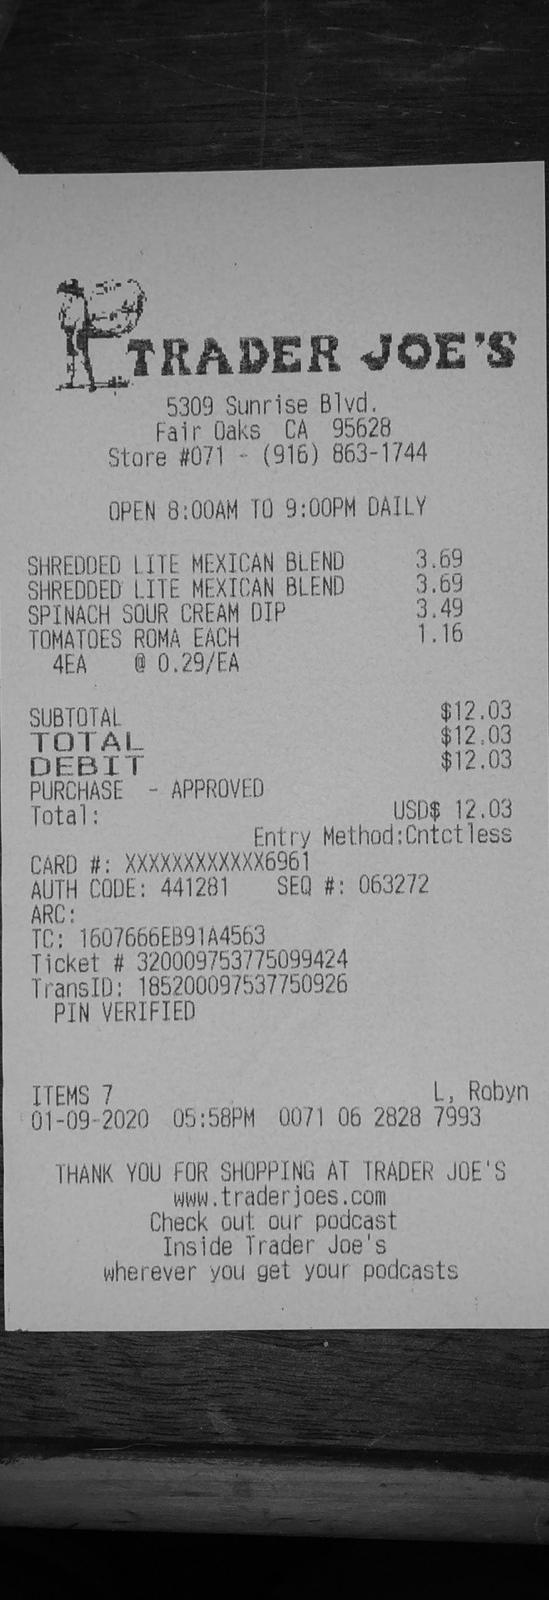 TRADER JOE'S
5309 Sunrise Blvd.
Fair Oaks CA 95628
Store #071 - (916) 863-1744
OPEN 8:00AM TO 9:00PM DAILY
SHREDDED LITE MEXICAN BLEND 3.69
SHREDDED LITE MEXICAN BLEND 3.69
SPINACH SOUR CREAM DIP 3.49
TOMATOES ROMA EACH 1.16
4EA @ 0.29/EA
SUBTOTAL $12.03
TOTAL $12.03
DEBIT $12.03
PURCHASE - APPROVED
Total: USD$ 12.03
Entry Method:Cntctless
CARD #: XXXXXXXXXXXX6961
AUTH CODE: 441281 SEQ #: 063272
ARC:
TC: 1607666EB91A4563
Ticket # 320009753775099424
TransID: 185200097537750926
PIN VERIFIED
ITEMS 7 L, Robyn
01-09-2020 05:58PM 0071 06 2828 7993
THANK YOU FOR SHOPPING AT TRADER JOE'S
www.traderjoes.com
Check out our podcast
Inside Trader Joe's
wherever you get your podcasts